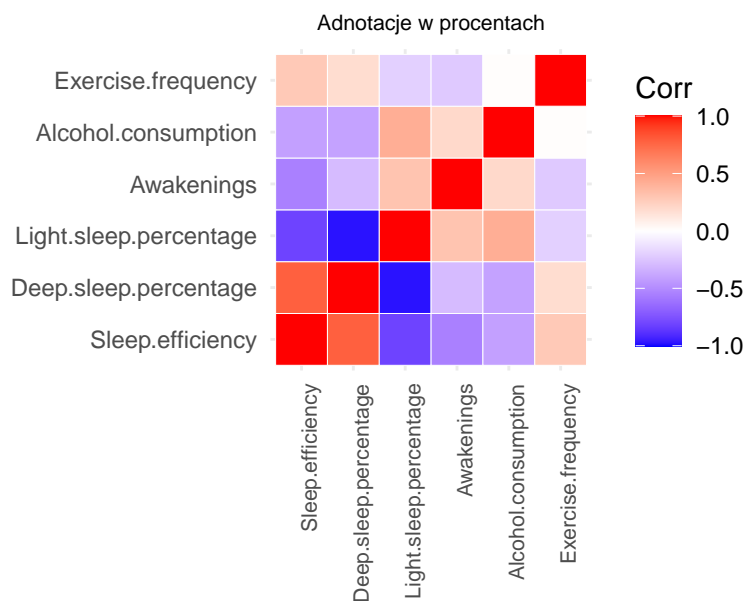 Adnotacje w procentach
Exercise.frequency
Alcohol.consumption
Awakenings
Light.sleep.percentage
Deep.sleep.percentage
Sleep.efficiency
Sleep.efficiency
Deep.sleep.percentage
Light.sleep.percentage
Awakenings
Alcohol.consumption
Exercise.frequency
Corr
1.0
0.5
0.0
−0.5
−1.0